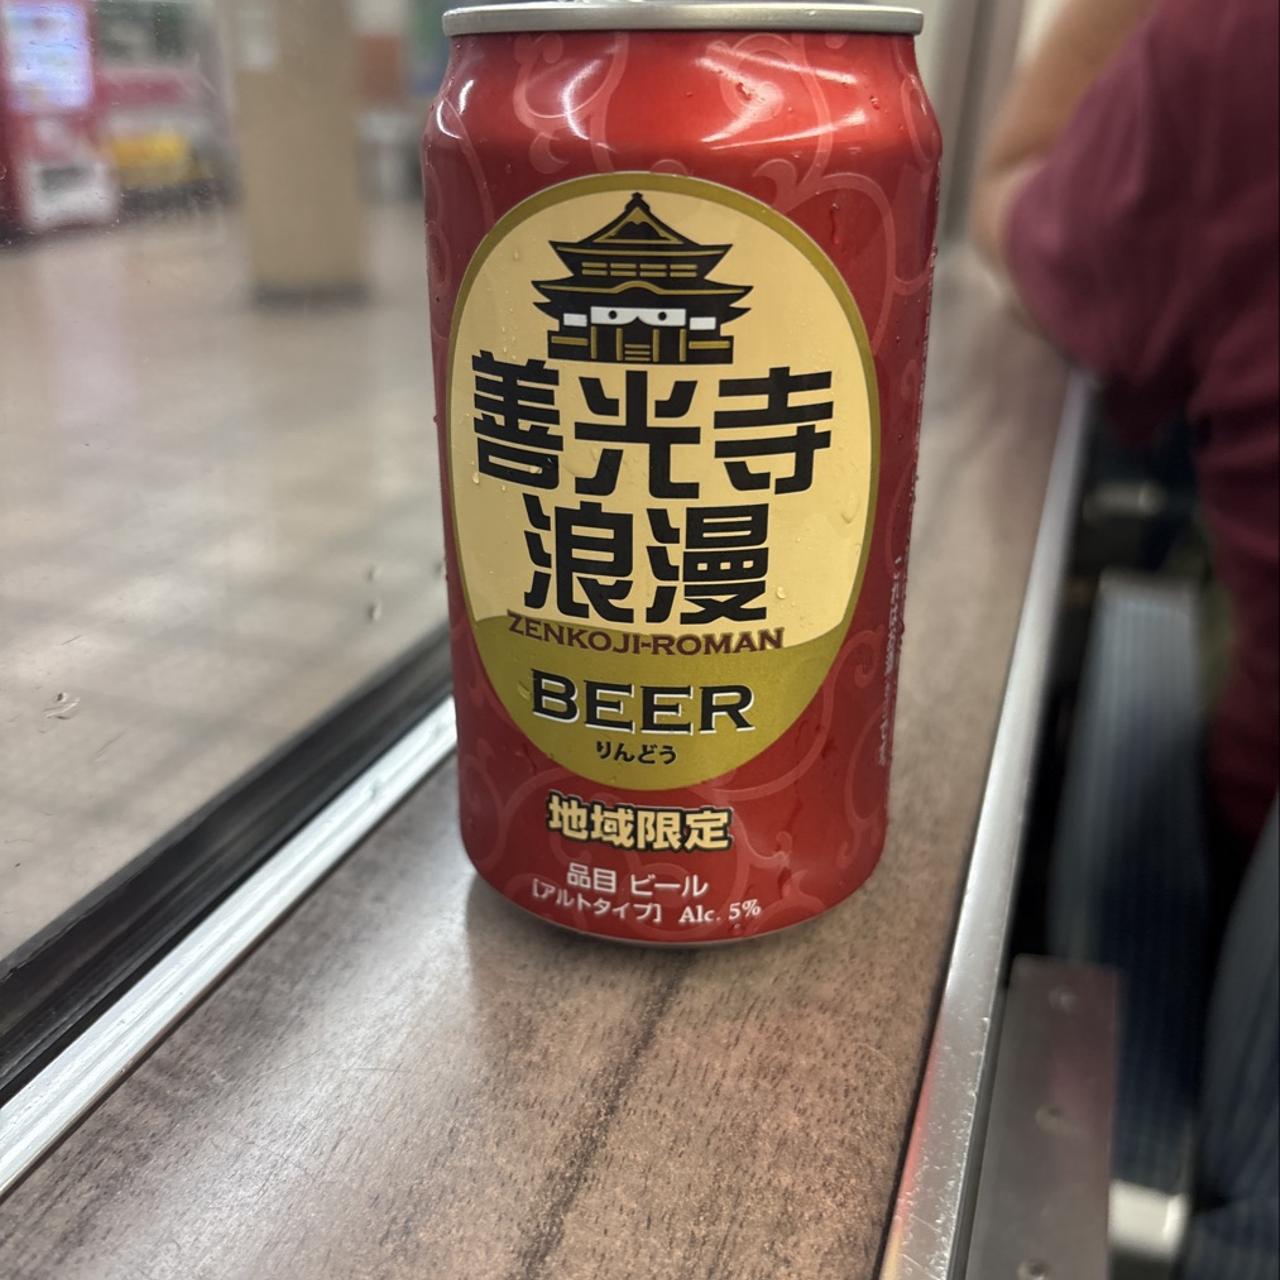 善光寺
浪漫
ZENKOJI-ROMAN
BEER
りんどう
地域限定
品目 ビール
[アルトタイプ] Alc. 5%